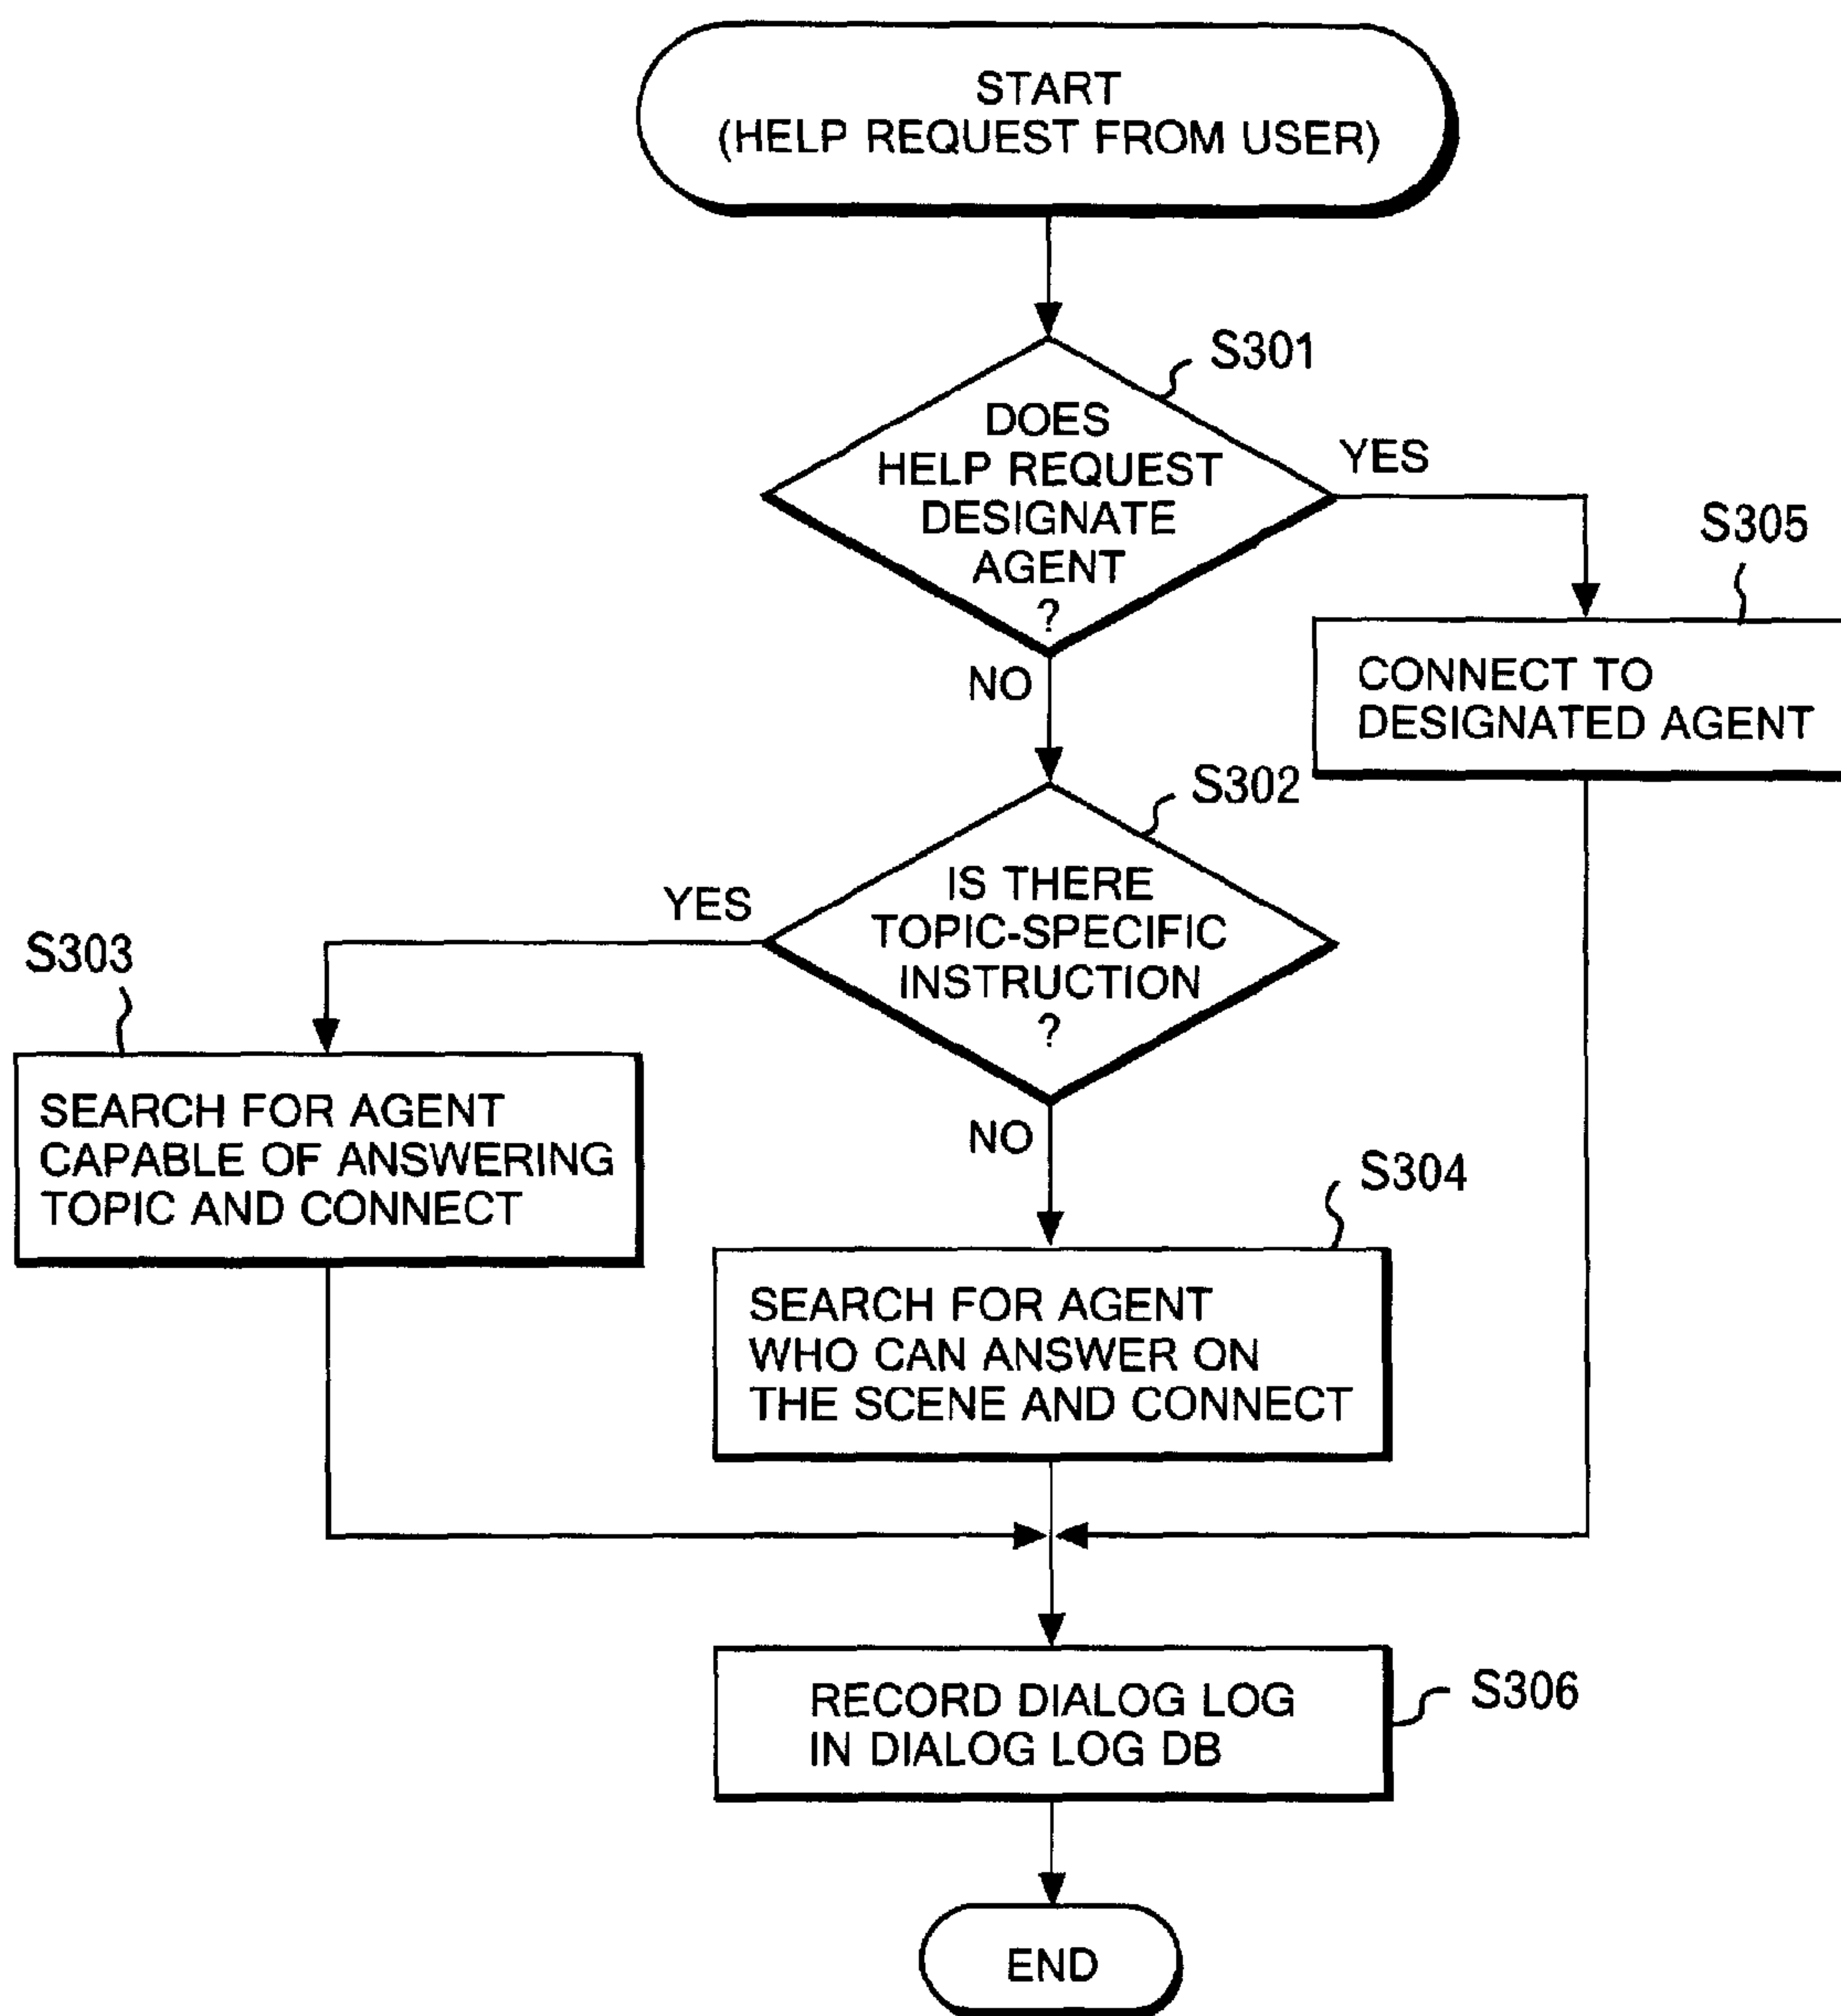 START
(HELP REQUEST FROM USER)
S301
DOES
HELP REQUEST
DESIGNATE
AGENT
?
YES
S305
CONNECT TO
DESIGNATED AGENT
NO
S302
IS THERE
TOPIC-SPECIFIC
INSTRUCTION
?
YES
S303
SEARCH FOR AGENT
CAPABLE OF ANSWERING
TOPIC AND CONNECT
NO
S304
SEARCH FOR AGENT
WHO CAN ANSWER ON
THE SCENE AND CONNECT
RECORD DIALOG LOG
IN DIALOG LOG DB
S306
END